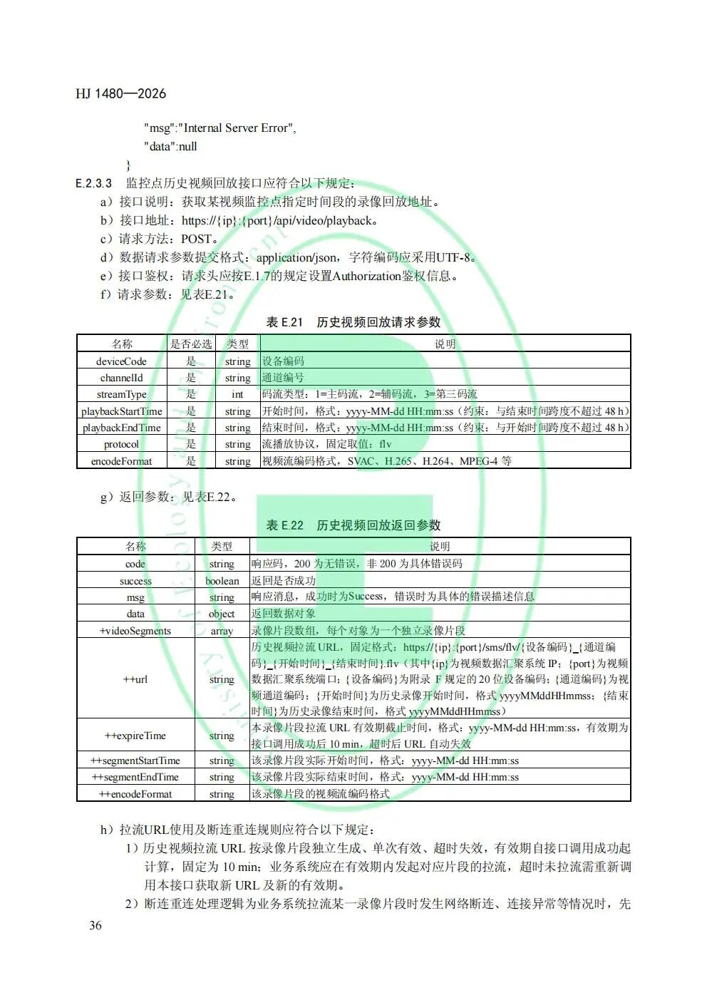 HJ 1480—2026
"msg":"Internal Server Error",
"data":null
}
E.2.3.3 监控点历史视频回放接口应符合以下规定：
a）接口说明：获取某视频监控点指定时间段的录像回放地址。
b）接口地址：https://{ip}:{port}/api/video/playback。
c）请求方法：POST。
d）数据请求参数提交格式：application/json，字符编码应采用UTF-8。
e）接口鉴权：请求头应按E.1.7的规定设置Authorization鉴权信息。
f）请求参数：见表E.21。
表 E.21 历史视频回放请求参数
名称 是否必选 类型 说明
deviceCode 是 string 设备编码
channelId 是 string 通道编号
streamType 是 int 码流类型：1=主码流，2=辅码流，3=第三码流
playbackStartTime 是 string 开始时间，格式：yyyy-MM-dd HH:mm:ss（约束：与结束时间跨度不超过 48 h）
playbackEndTime 是 string 结束时间，格式：yyyy-MM-dd HH:mm:ss（约束：与开始时间跨度不超过 48 h）
protocol 是 string 流播放协议，固定取值：flv
encodeFormat 是 string 视频流编码格式，SVAC、H.265、H.264、MPEG-4 等
g）返回参数：见表E.22。
表 E.22 历史视频回放返回参数
名称 类型 说明
code string 响应码，200 为无错误，非 200 为具体错误码
success boolean 返回是否成功
msg string 响应消息，成功时为Success，错误时为具体的错误描述信息
data object 返回数据对象
+videoSegments array 录像片段数组，每个对象为一个独立录像片段
++url string 历史视频拉流 URL，固定格式：https://{ip}:{port}/sms/flv/{设备编码}_{通道编
码}_{开始时间}_{结束时间}.flv（其中{ip}为视频数据汇聚系统 IP；{port}为视频
数据汇聚系统端口；{设备编码}为附录 F 规定的 20 位设备编码；{通道编码}为视
频通道编码；{开始时间}为历史录像开始时间，格式 yyyyMMddHHmmss；{结束
时间}为历史录像结束时间，格式 yyyyMMddHHmmss）
++expireTime string 本录像片段拉流 URL 有效期截止时间，格式：yyyy-MM-dd HH:mm:ss，有效期为
接口调用成功后 10 min，超时后 URL 自动失效
++segmentStartTime string 该录像片段实际开始时间，格式：yyyy-MM-dd HH:mm:ss
++segmentEndTime string 该录像片段实际结束时间，格式：yyyy-MM-dd HH:mm:ss
++encodeFormat string 该录像片段的视频流编码格式
h）拉流URL使用及断连重连规则应符合以下规定：
1）历史视频拉流 URL 按录像片段独立生成、单次有效、超时失效，有效期自接口调用成功起
计算，固定为 10 min；业务系统应在有效期内发起对应片段的拉流，超时未拉流需重新调
用本接口获取新 URL 及新的有效期。
2）断连重连处理逻辑为业务系统拉流某一录像片段时发生网络断连、连接异常等情况时，先
36
Ministry of Ecology and Environment